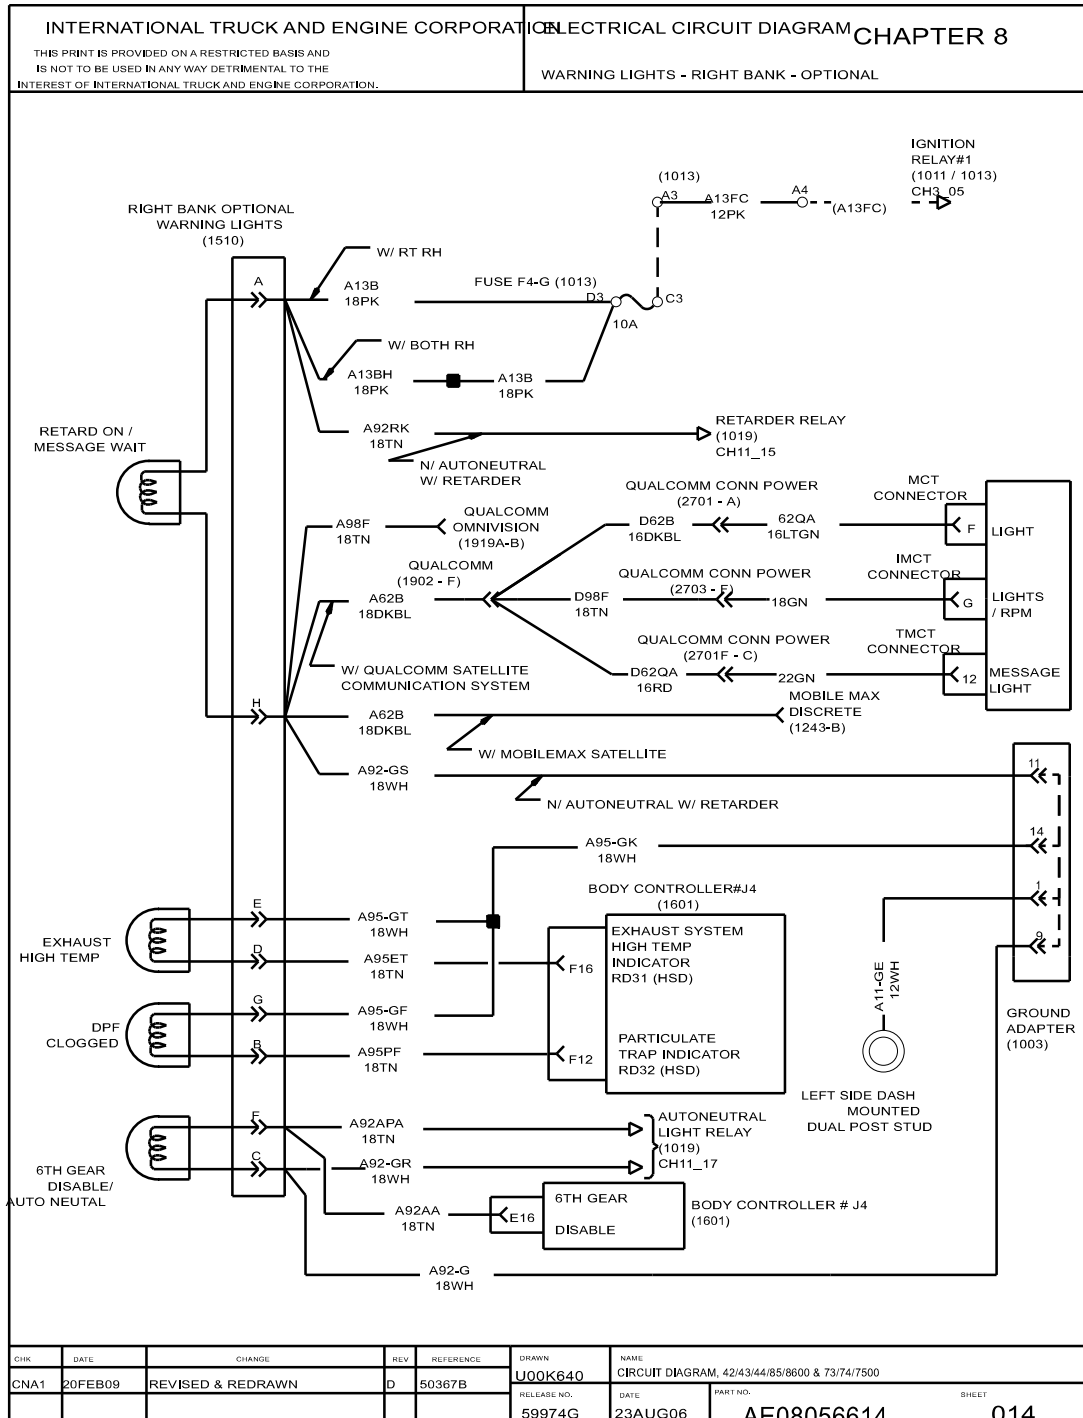 INTERNATIONAL TRUCK AND ENGINE CORPORATION
THIS PRINT IS PROVIDED ON A RESTRICTED BASIS AND
IS NOT TO BE USED IN ANY WAY DETRIMENTAL TO THE
INTEREST OF INTERNATIONAL TRUCK AND ENGINE CORPORATION.
ELECTRICAL CIRCUIT DIAGRAM
CHAPTER 8
WARNING LIGHTS - RIGHT BANK - OPTIONAL
IGNITION
RELAY#1
(1011 / 1013)
CH3_05
(1013)
A3
A13FC
12PK
A4
(A13FC)
RIGHT BANK OPTIONAL
WARNING LIGHTS
(1510)
W/ RT RH
A
A13B
18PK
FUSE F4-G (1013)
D3
C3
10A
W/ BOTH RH
A13BH
18PK
A13B
18PK
A92RK
18TN
RETARDER RELAY
(1019)
CH11_15
N/ AUTONEUTRAL
W/ RETARDER
RETARD ON /
MESSAGE WAIT
QUALCOMM CONN POWER
(2701 - A)
MCT
CONNECTOR
A98F
18TN
QUALCOMM
OMNIVISION
(1919A-B)
D62B
16DKBL
62QA
16LTGN
F
LIGHT
QUALCOMM
(1902 - F)
QUALCOMM CONN POWER
(2703 - F)
IMCT
CONNECTOR
A62B
18DKBL
D98F
18TN
18GN
G
LIGHTS
/ RPM
QUALCOMM CONN POWER
(2701F - C)
TMCT
CONNECTOR
W/ QUALCOMM SATELLITE
COMMUNICATION SYSTEM
D62QA
16RD
22GN
12
MESSAGE
LIGHT
H
A62B
18DKBL
MOBILE MAX
DISCRETE
(1243-B)
W/ MOBILEMAX SATELLITE
A92-GS
18WH
11
N/ AUTONEUTRAL W/ RETARDER
A95-GK
18WH
14
BODY CONTROLLER#J4
(1601)
1
E
A95-GT
18WH
EXHAUST SYSTEM
HIGH TEMP
INDICATOR
RD31 (HSD)
9
EXHAUST
HIGH TEMP
D
A95ET
18TN
F16
A11-GE
12WH
G
A95-GF
18WH
DPF
CLOGGED
GROUND
ADAPTER
(1003)
B
A95PF
18TN
F12
PARTICULATE
TRAP INDICATOR
RD32 (HSD)
LEFT SIDE DASH
MOUNTED
DUAL POST STUD
F
A92APA
18TN
AUTONEUTRAL
LIGHT RELAY
(1019)
CH11_17
C
A92-GR
18WH
6TH GEAR
DISABLE/
AUTO NEUTAL
A92AA
18TN
E16
6TH GEAR
DISABLE
BODY CONTROLLER # J4
(1601)
A92-G
18WH
CHK DATE CHANGE REV REFERENCE DRAWN NAME
CNA1 20FEB09 REVISED & REDRAWN D 50367B U00K640 CIRCUIT DIAGRAM, 42/43/44/85/8600 & 73/74/7500
RELEASE NO. DATE PART NO. SHEET
59974G 23AUG06 AE08056614 014